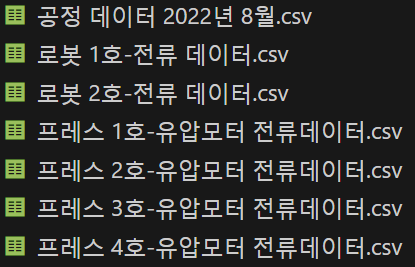 공정 데이터 2022년 8월.csv
로봇 1호-전류 데이터.csv
로봇 2호-전류 데이터.csv
프레스 1호-유압모터 전류데이터.csv
프레스 2호-유압모터 전류데이터.csv
프레스 3호-유압모터 전류데이터.csv
프레스 4호-유압모터 전류데이터.csv